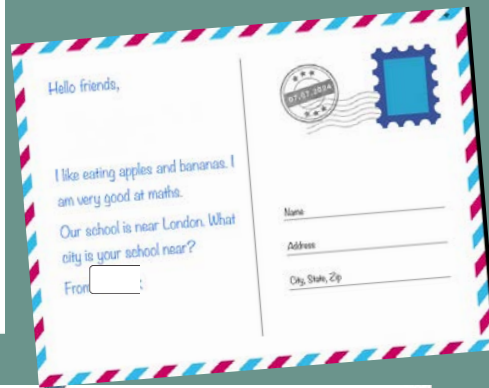 Hello friends,
I like eating apples and bananas. I
am very good at maths.
Our school is near London. What
city is your school near?
From
07.07.2024
Name
Address
City, State, Zip